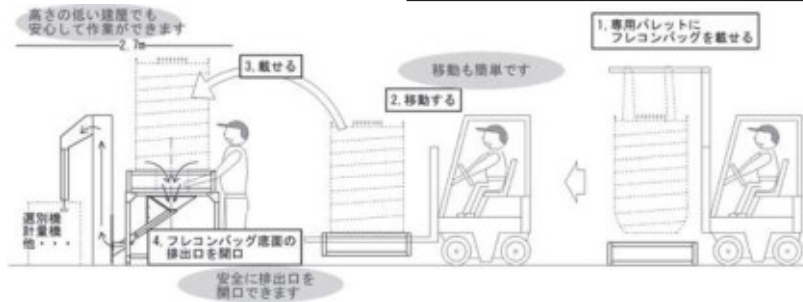 高さの低い建屋でも
安心して作業ができます
2.7m
3.載せる
移動も簡単です
2.移動する
1.専用パレットに
フレコンバッグを載せる
選別機
計量機
他・・・
4.フレコンバッグ底面の
排出口を開口
安全に排出口を
開口できます